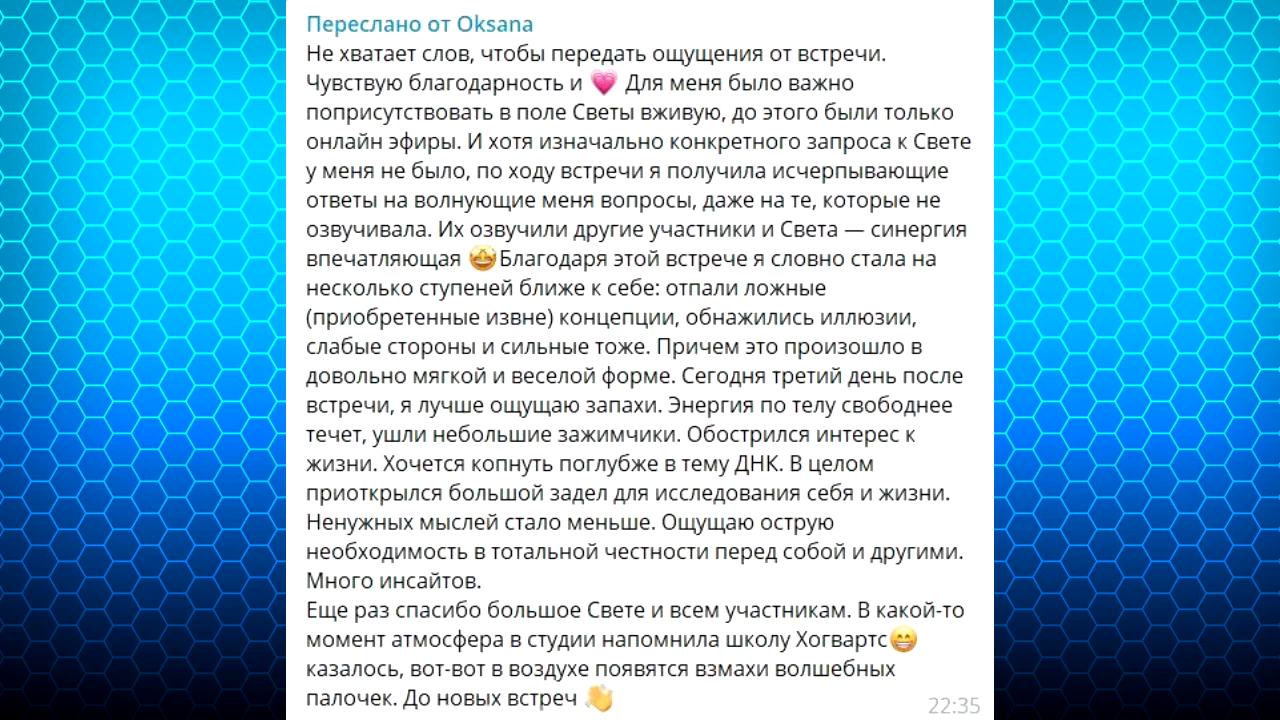 Переслано от Oksana
Не хватает слов, чтобы передать ощущения от встречи.
Чувствую благодарность и 💗 Для меня было важно
поприсутствовать в поле Светы вживую, до этого были только
онлайн эфиры. И хотя изначально конкретного запроса к Свете
у меня не было, по ходу встречи я получила исчерпывающие
ответы на волнующие меня вопросы, даже на те, которые не
озвучивала. Их озвучили другие участники и Света — синергия
впечатляющая 🤩Благодаря этой встрече я словно стала на
несколько ступеней ближе к себе: отпали ложные
(приобретенные извне) концепции, обнажились иллюзии,
слабые стороны и сильные тоже. Причем это произошло в
довольно мягкой и веселой форме. Сегодня третий день после
встречи, я лучше ощущаю запахи. Энергия по телу свободнее
течет, ушли небольшие зажимчики. Обострился интерес к
жизни. Хочется копнуть поглубже в тему ДНК. В целом
приоткрылся большой задел для исследования себя и жизни.
Ненужных мыслей стало меньше. Ощущаю острую
необходимость в тотальной честности перед собой и другими.
Много инсайтов.
Еще раз спасибо большое Свете и всем участникам. В какой-то
момент атмосфера в студии напомнила школу Хогвартс😁
казалось, вот-вот в воздухе появятся взмахи волшебных
палочек. До новых встреч 👋
22:35